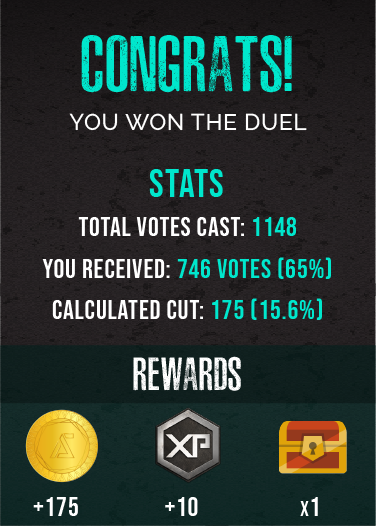 CONGRATS!
YOU WON THE DUEL
STATS
TOTAL VOTES CAST: 1148
YOU RECEIVED: 746 VOTES (65%)
CALCULATED CUT: 175 (15.6%)
REWARDS
XP
+175 +10 x1